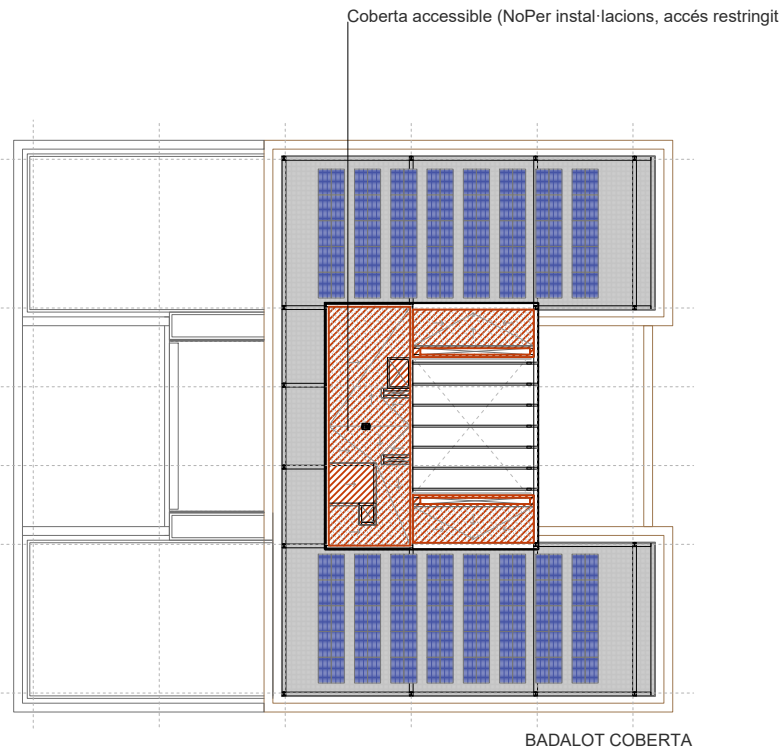 Coberta accessible (NoPer instal·lacions, accés restringit
BADALOT COBERTA